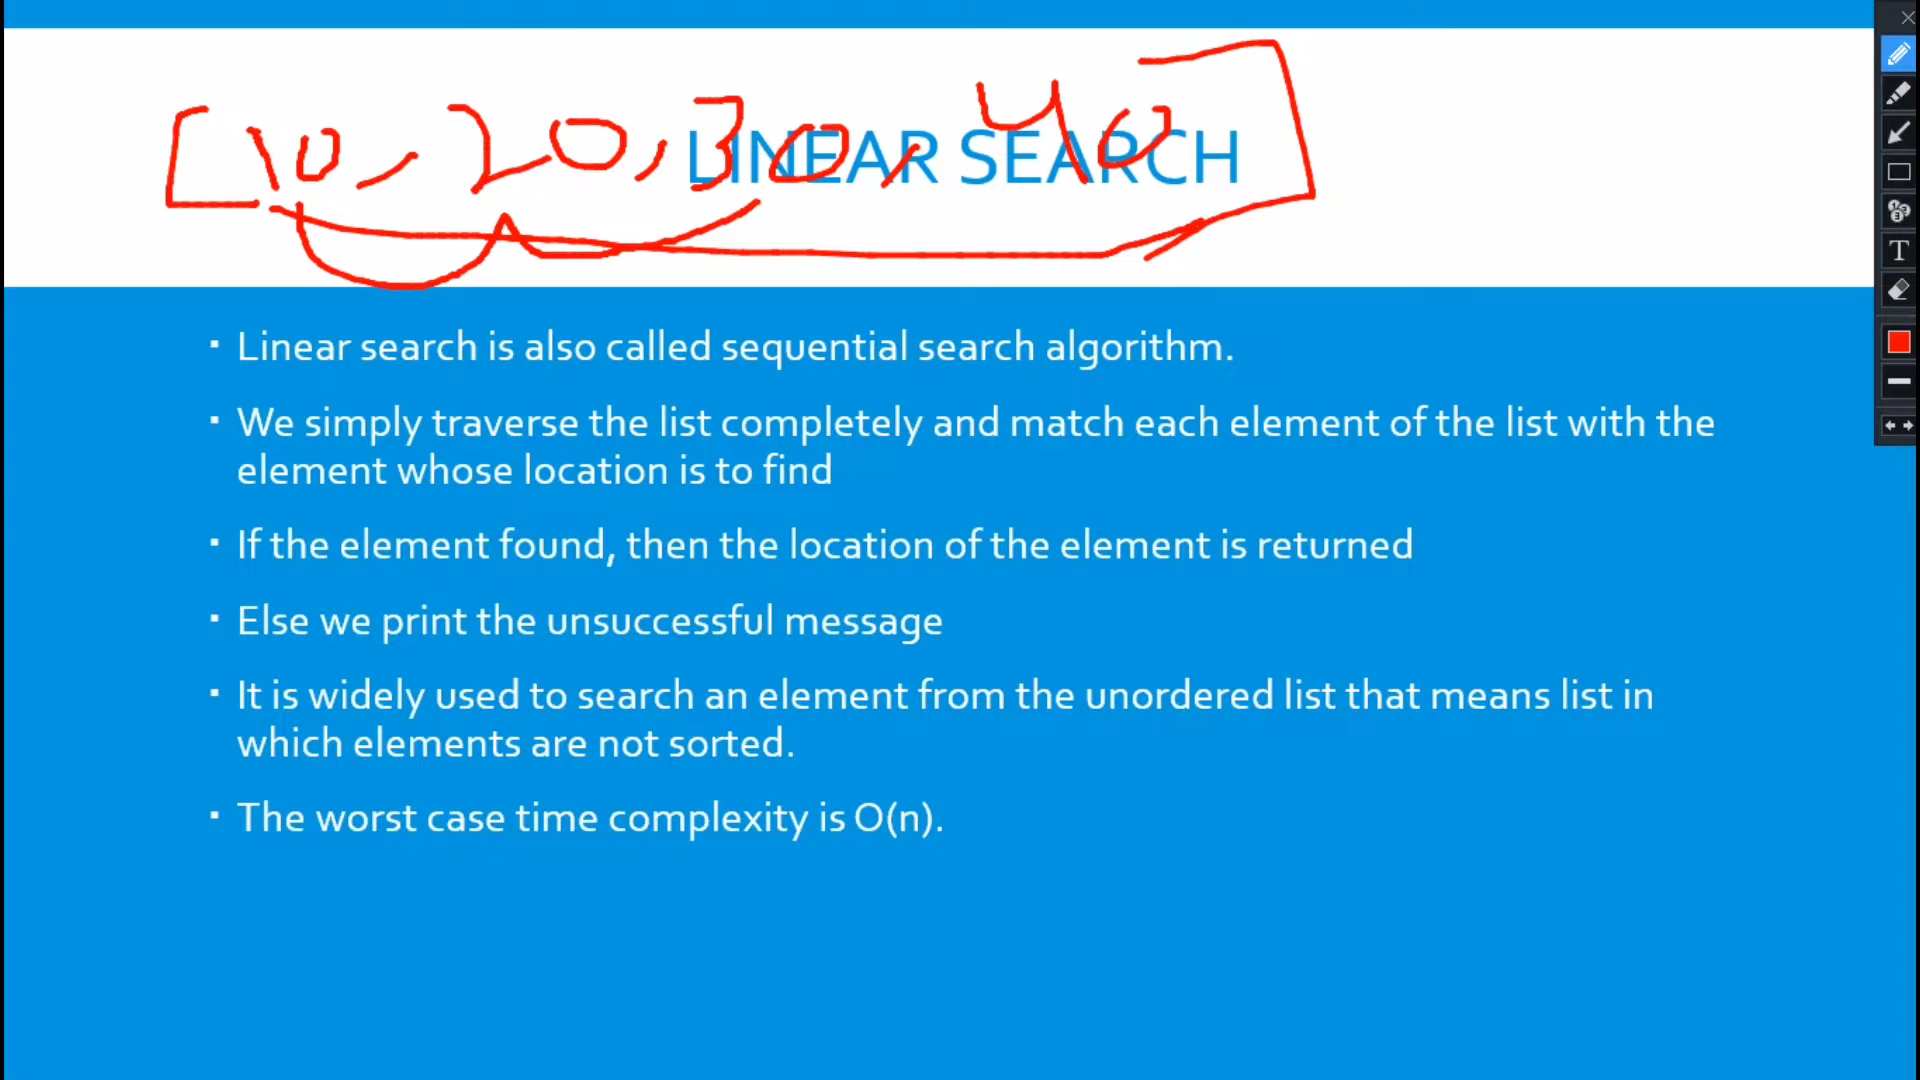 [10, 20, 30, 40]
LINEAR SEARCH
▪ Linear search is also called sequential search algorithm.
▪ We simply traverse the list completely and match each element of the list with the
element whose location is to find
▪ If the element found, then the location of the element is returned
▪ Else we print the unsuccessful message
▪ It is widely used to search an element from the unordered list that means list in
which elements are not sorted.
▪ The worst case time complexity is O(n).
T